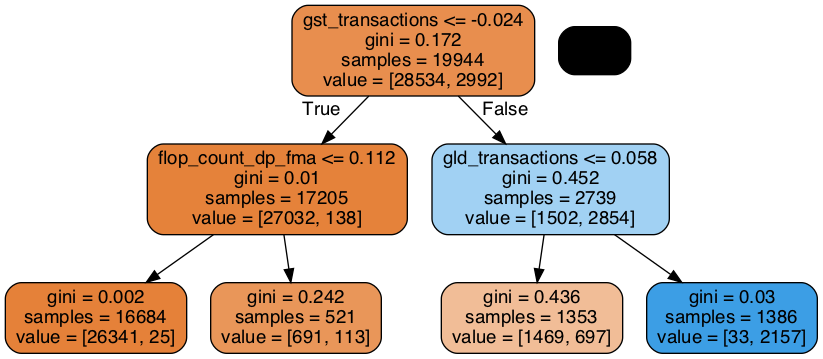 gst_transactions <= -0.024
gini = 0.172
samples = 19944
value = [28534, 2992]
True
False
flop_count_dp_fma <= 0.112
gini = 0.01
samples = 17205
value = [27032, 138]
gld_transactions <= 0.058
gini = 0.452
samples = 2739
value = [1502, 2854]
gini = 0.002
samples = 16684
value = [26341, 25]
gini = 0.242
samples = 521
value = [691, 113]
gini = 0.436
samples = 1353
value = [1469, 697]
gini = 0.03
samples = 1386
value = [33, 2157]